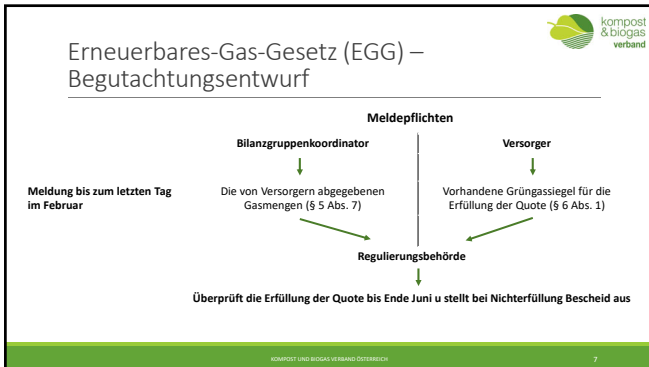 kompost
& biogas
verband
Erneuerbares-Gas-Gesetz (EGG) –
Begutachtungsentwurf
Meldepflichten
Bilanzgruppenkoordinator
Versorger
Meldung bis zum letzten Tag
im Februar
Die von Versorgern abgegebenen
Gasmengen (§ 5 Abs. 7)
Vorhandene Grüngassiegel für die
Erfüllung der Quote (§ 6 Abs. 1)
Regulierungsbehörde
Überprüft die Erfüllung der Quote bis Ende Juni u stellt bei Nichterfüllung Bescheid aus
KOMPOST UND BIOGAS VERBAND ÖSTERREICH
7